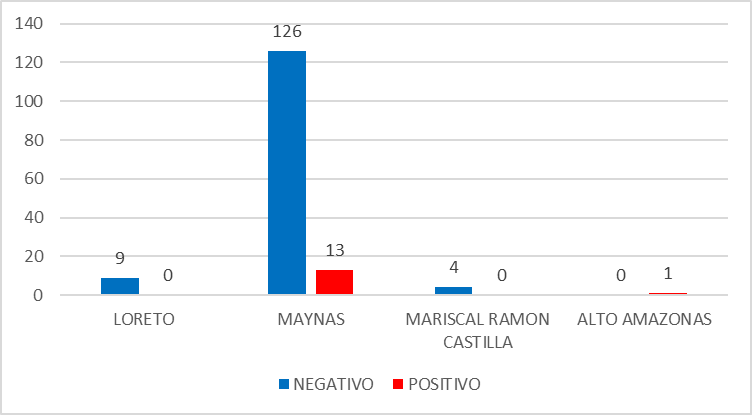 140
120
100
80
60
40
20
0
9
0
126
13
4
0
0
1
LORETO
MAYNAS
MARISCAL RAMON
CASTILLA
ALTO AMAZONAS
NEGATIVO
POSITIVO